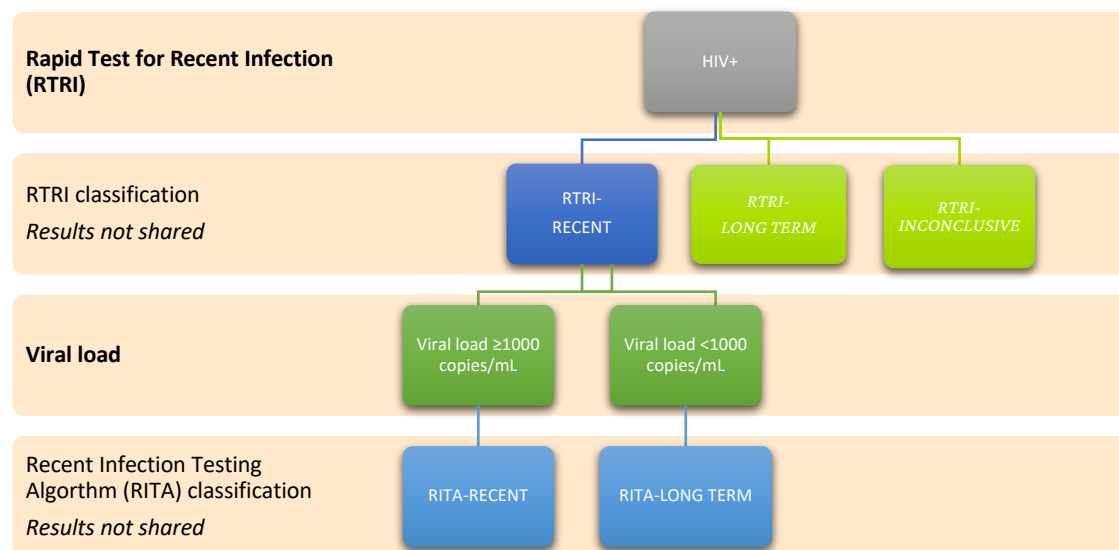 Rapid Test for Recent Infection
(RTRI)
HIV+
RTRI classification
Results not shared
RTRI-
RECENT
RTRI-
LONG TERM
RTRI-
INCONCLUSIVE
Viral load
Viral load ≥1000
copies/mL
Viral load <1000
copies/mL
Recent Infection Testing
Algorthm (RITA) classification
Results not shared
RITA-RECENT
RITA-LONG TERM